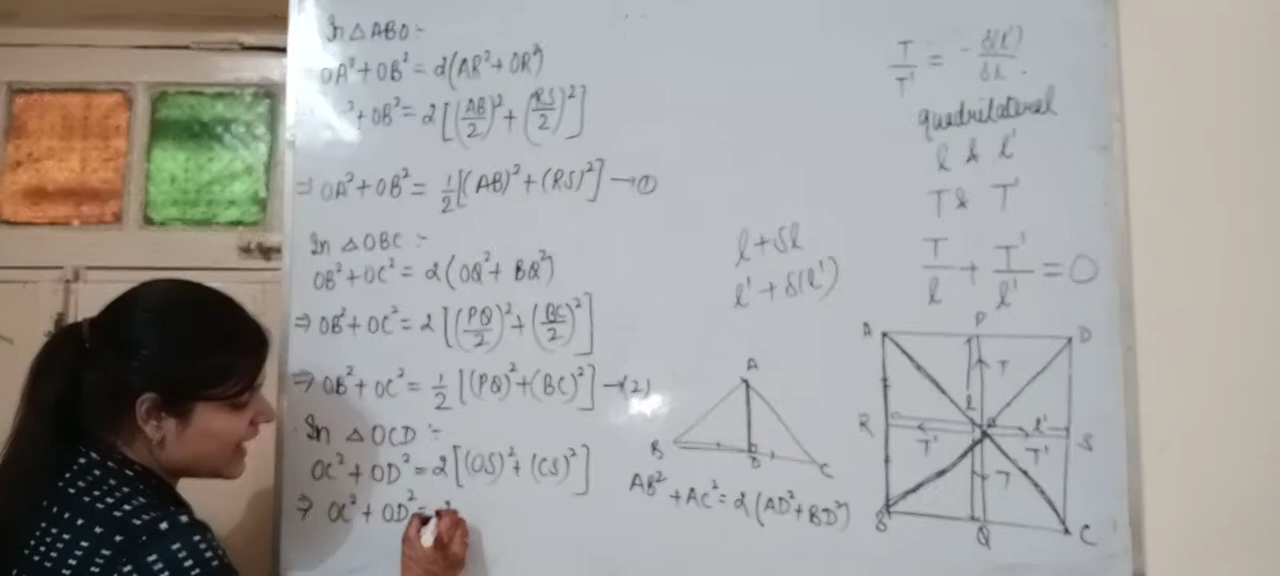 In △ABO :-
OA² + OB² = 2(AR² + OR²)
² + OB² = 2[(AB/2)² + (RS/2)²]
⇒ OA² + OB² = 1/2[(AB)² + (RS)²] → ①
In △OBC :-
OB² + OC² = 2(OQ² + BQ²)
⇒ OB² + OC² = 2[(PQ/2)² + (BC/2)²]
⇒ OB² + OC² = 1/2[(PQ)² + (BC)²] → (2)
In △OCD :-
OC² + OD² = 2[(OS)² + (CS)²]
⇒ OC² + OD² =
l + δl
l' + δ(l')
A
B
D
C
AB² + AC² = 2(AD² + BD²)
T/T' = - δ(l')/δl.
quadrilateral
l & l'
T & T'
T/l + T'/l' = 0
A P D
T
l
R O l' S
T' T'
T
B Q C